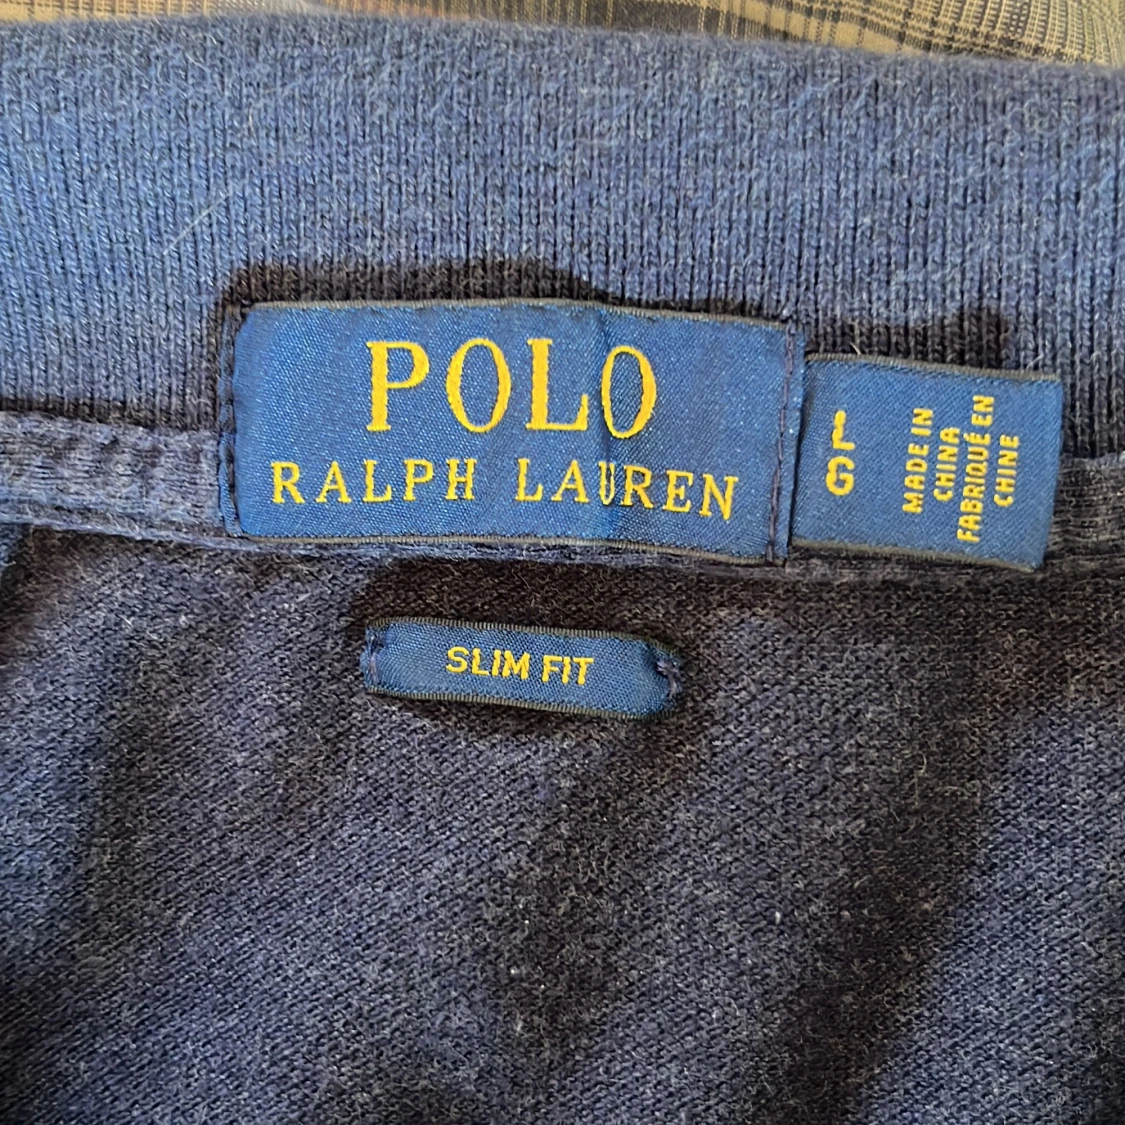 POLO
RALPH LAUREN
L
G
MADE IN
CHINA
FABRIQUÉ EN
CHINE
SLIM FIT